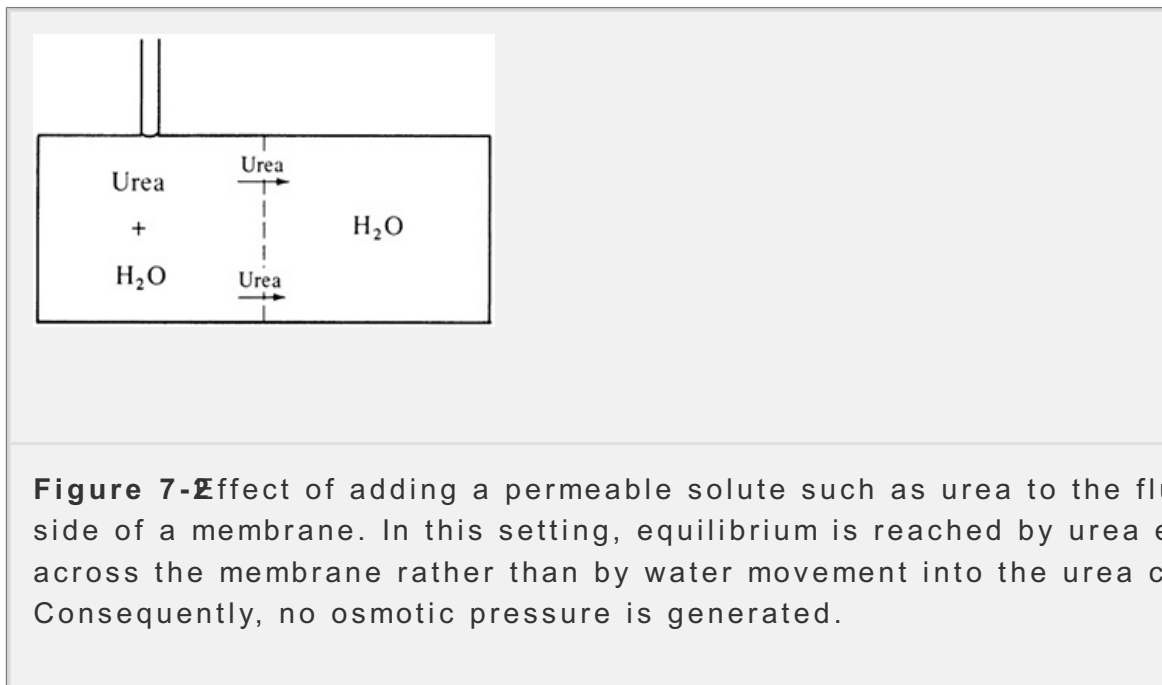 Urea
Urea
+
H₂O
H₂O
Urea
Figure 7-2 Effect of adding a permeable solute such as urea to the
side of a membrane. In this setting, equilibrium is reached by urea
across the membrane rather than by water movement into the urea
Consequently, no osmotic pressure is generated.